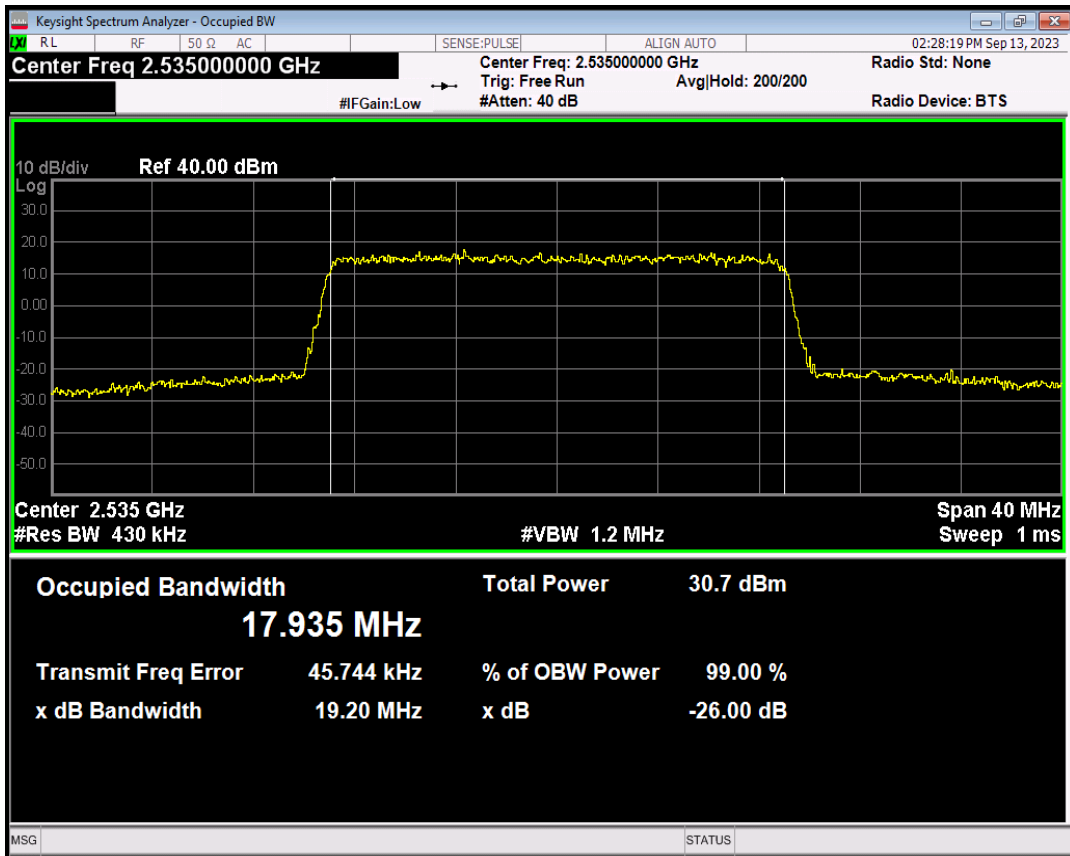 Keysight Spectrum Analyzer - Occupied BW
LXI RL RF 50 Ω AC SENSE:PULSE ALIGN AUTO 02:28:19 PM Sep 13, 2023
Center Freq 2.535000000 GHz Center Freq: 2.535000000 GHz Radio Std: None
Trig: Free Run Avg|Hold: 200/200
#IFGain:Low #Atten: 40 dB Radio Device: BTS
10 dB/div Ref 40.00 dBm
Log
30.0
20.0
10.0
0.00
-10.0
-20.0
-30.0
-40.0
-50.0
Center 2.535 GHz Span 40 MHz
#Res BW 430 kHz #VBW 1.2 MHz Sweep 1 ms
Occupied Bandwidth Total Power 30.7 dBm
17.935 MHz
Transmit Freq Error 45.744 kHz % of OBW Power 99.00 %
x dB Bandwidth 19.20 MHz x dB -26.00 dB
MSG STATUS